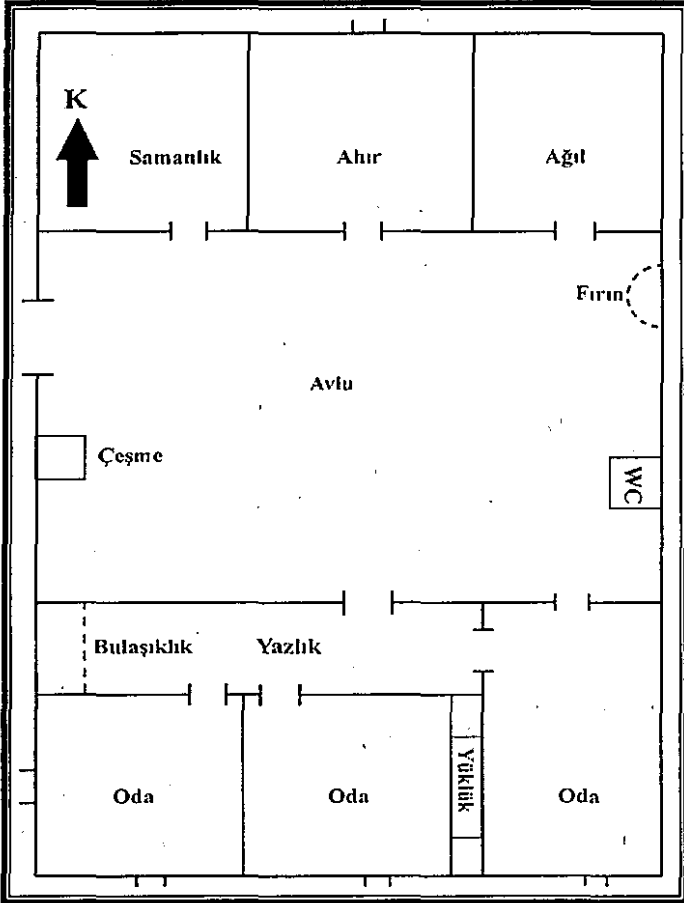 K
Samanlık
Ahır
Ağıl
Fırın
Avlu
Çeşme
WC
Bulaşıklık
Yazlık
Oda
Oda
Yüklük
Oda